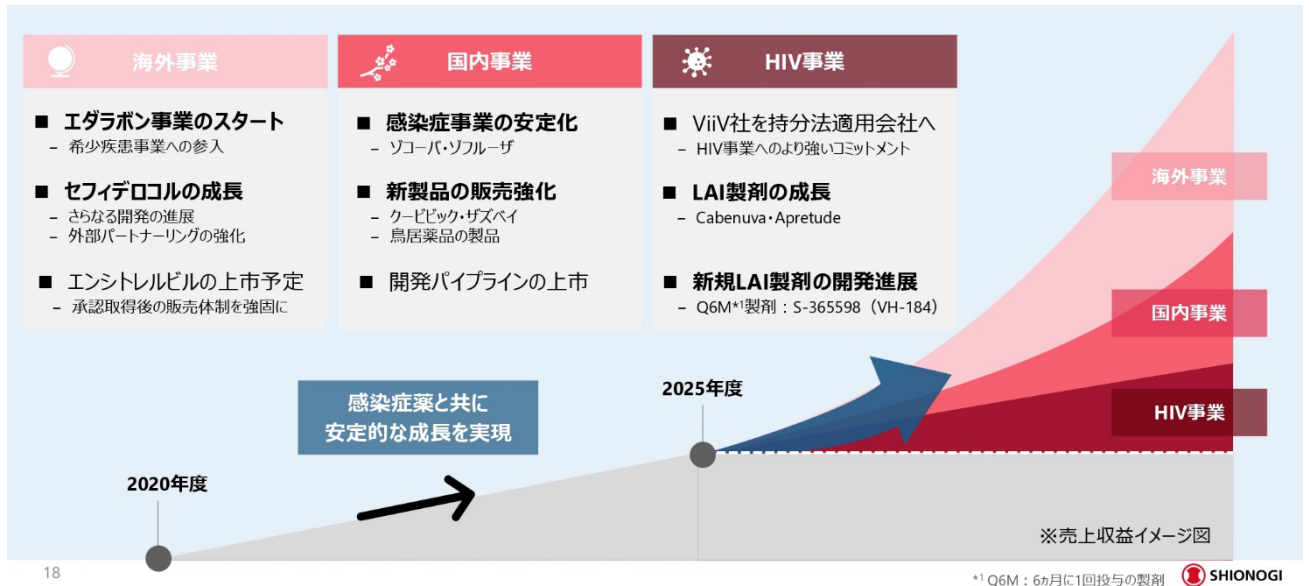 海外事業
■ エダラボン事業のスタート
– 希少疾患事業への参入
■ セフィデロコルの成長
– さらなる開発の進展
– 外部パートナーリングの強化
■ エンシトレルビルの上市予定
– 承認取得後の販売体制を強固に
国内事業
■ 感染症事業の安定化
– ゾコーバ・ゾフルーザ
■ 新製品の販売強化
– クービビック・ザズベイ
– 鳥居薬品の製品
■ 開発パイプラインの上市
HIV事業
■ ViiV社を持分法適用会社へ
– HIV事業へのより強いコミットメント
■ LAI製剤の成長
– Cabenuva・Apretude
■ 新規LAI製剤の開発進展
– Q6M*1製剤：S-365598（VH-184）
海外事業
国内事業
HIV事業
感染症薬と共に
安定的な成長を実現
2025年度
2020年度
※売上収益イメージ図
18
*1 Q6M：6ヵ月に1回投与の製剤
SHIONOGI